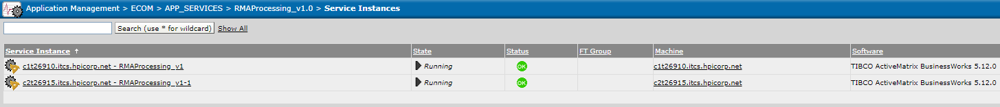 Application Management > ECOM > APP_SERVICES > RMAProcessing_v1.0 > Service Instances
Search (use * for wildcard) Show All
Service Instance ↑ State Status FT Group Machine Software
c1t26910.itcs.hpicorp.net - RMAProcessing_v1 Running OK c1t26910.itcs.hpicorp.net TIBCO ActiveMatrix BusinessWorks 5.12.0
c2t26915.itcs.hpicorp.net - RMAProcessing_v1-1 Running OK c2t26915.itcs.hpicorp.net TIBCO ActiveMatrix BusinessWorks 5.12.0